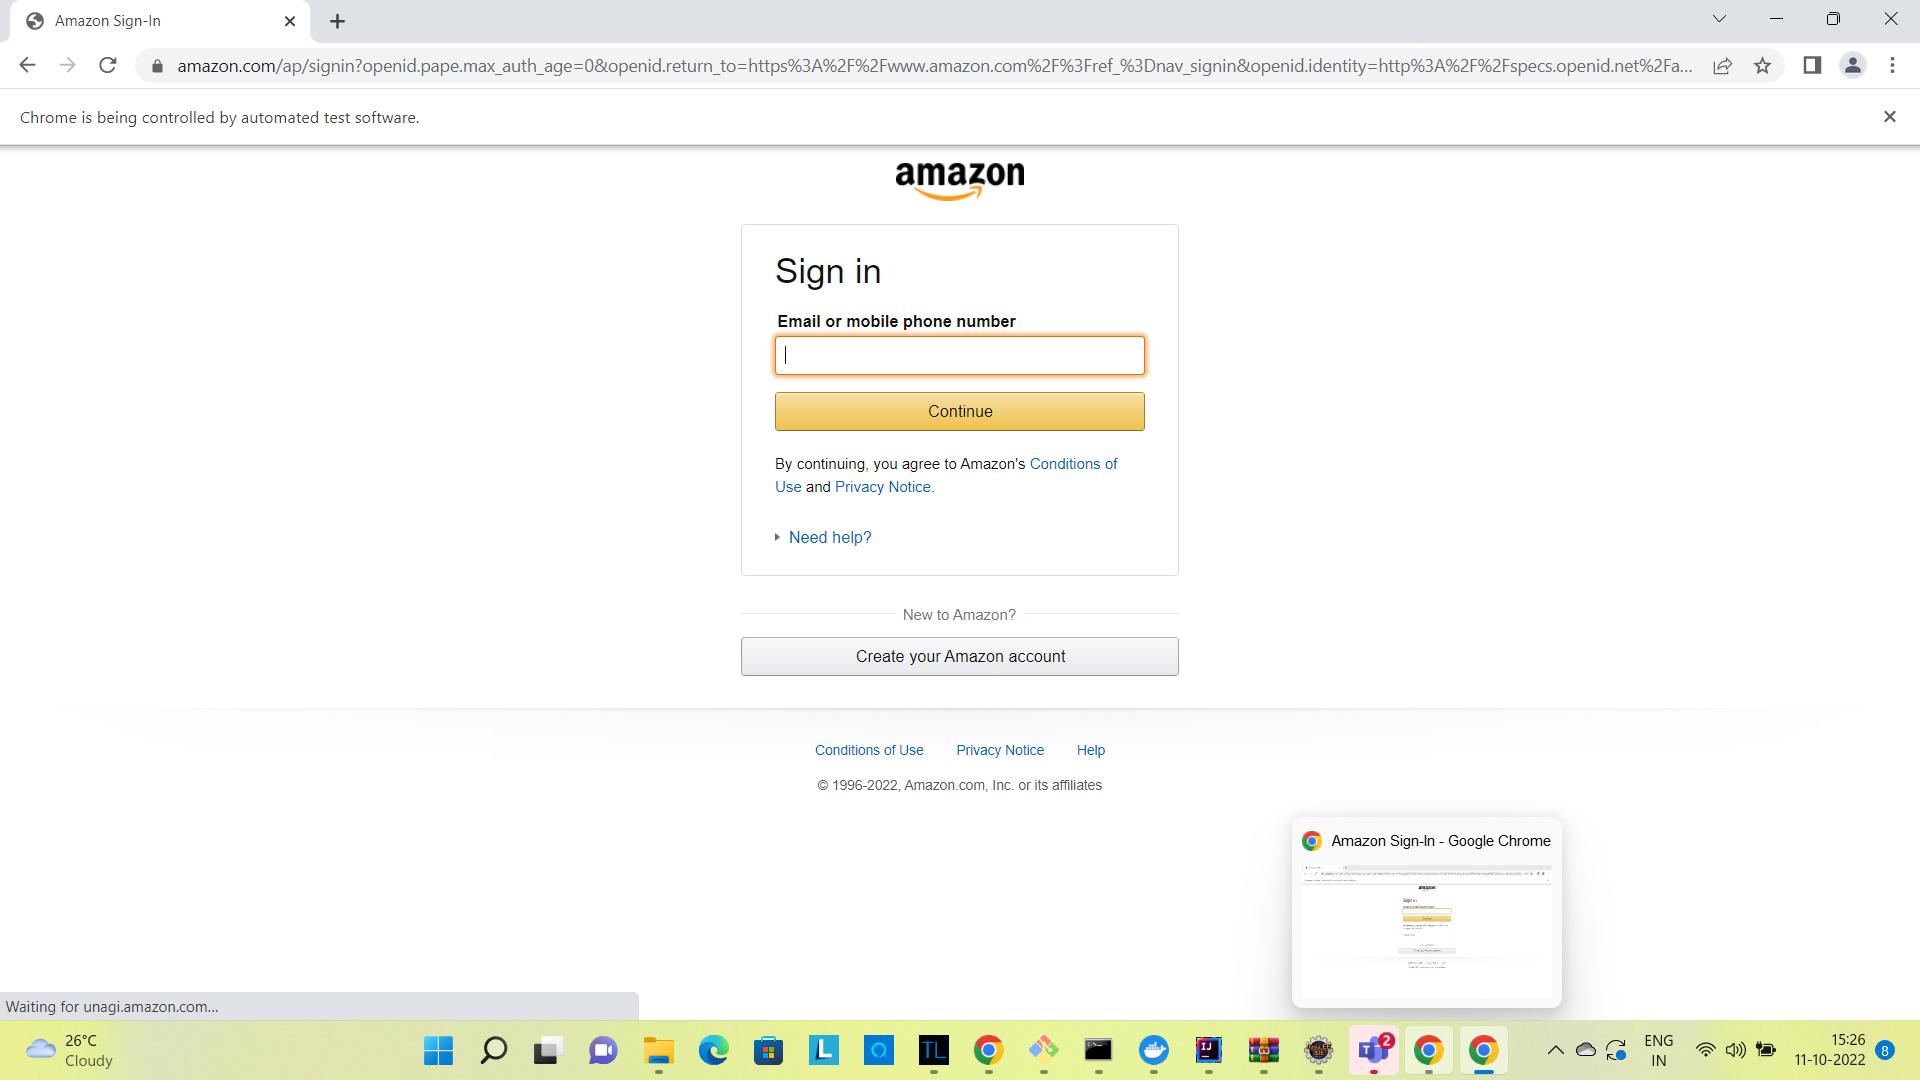 Amazon Sign-In
amazon.com/ap/signin?openid.pape.max_auth_age=0&openid.return_to=https%3A%2F%2Fwww.amazon.com%2F%3Fref_%3Dnav_signin&openid.identity=http%3A%2F%2Fspecs.openid.net%2Fa...
Chrome is being controlled by automated test software.
amazon
Sign in
Email or mobile phone number
Continue
By continuing, you agree to Amazon's Conditions of
Use and Privacy Notice.
Need help?
New to Amazon?
Create your Amazon account
Conditions of Use Privacy Notice Help
© 1996-2022, Amazon.com, Inc. or its affiliates
Amazon Sign-In - Google Chrome
amazon
Sign in
Waiting for unagi.amazon.com...
26°C
Cloudy
L
TL
IJ
T
2
ENG
IN
15:26
11-10-2022
8